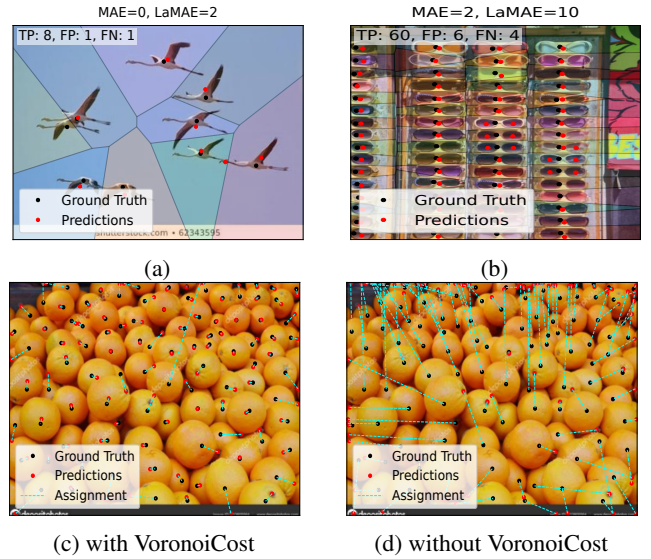 MAE=0, LaMAE=2
TP: 8, FP: 1, FN: 1
Ground Truth
Predictions
shutterstock.com • 62343595
(a)
MAE=2, LaMAE=10
TP: 60, FP: 6, FN: 4
Ground Truth
Predictions
(b)
Ground Truth
Predictions
Assignment
(c) with VoronoiCost
Ground Truth
Predictions
Assignment
(d) without VoronoiCost